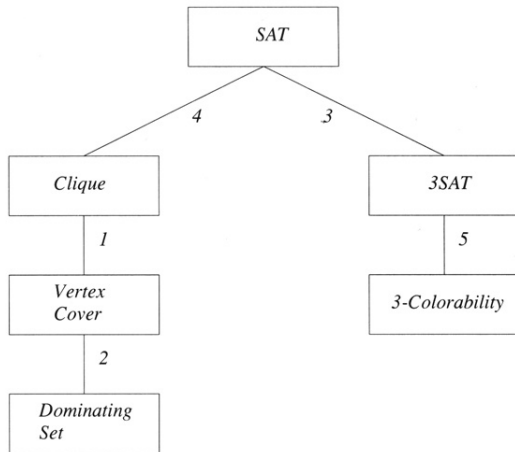 SAT
4
3
Clique
3SAT
1
5
Vertex
Cover
3-Colorability
2
Dominating
Set